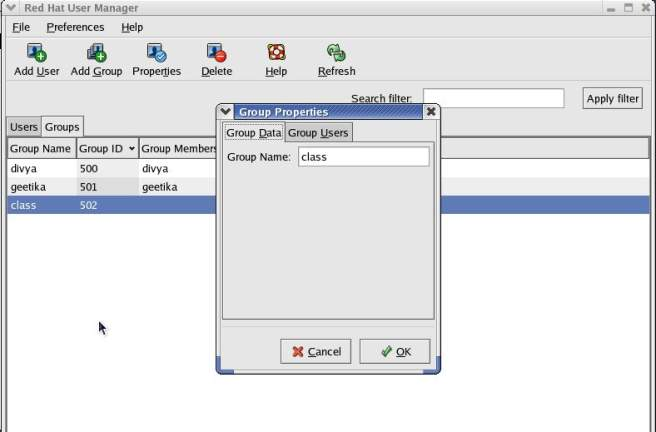 Red Hat User Manager
File Preferences Help
Add User Add Group Properties Delete Help Refresh
Search filter: Apply filter
Users Groups
Group Name Group ID Group Members
divya 500 divya
geetika 501 geetika
class 502
Group Properties
Group Data Group Users
Group Name: class
Cancel OK